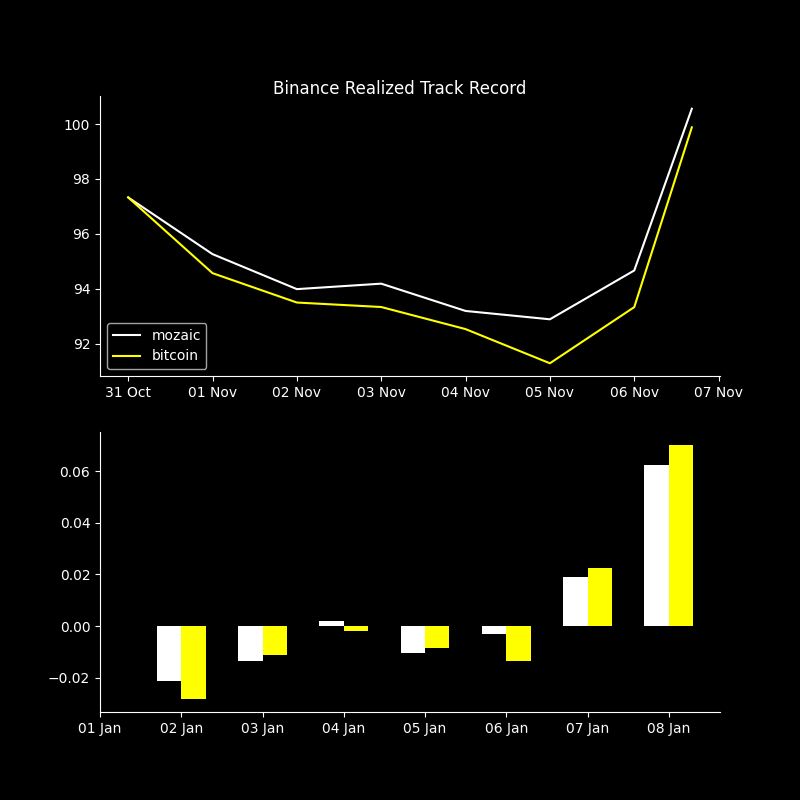 Binance Realized Track Record
100
98
96
94
92
mozaic
bitcoin
31 Oct 01 Nov 02 Nov 03 Nov 04 Nov 05 Nov 06 Nov 07 Nov
0.06
0.04
0.02
0.00
−0.02
01 Jan 02 Jan 03 Jan 04 Jan 05 Jan 06 Jan 07 Jan 08 Jan